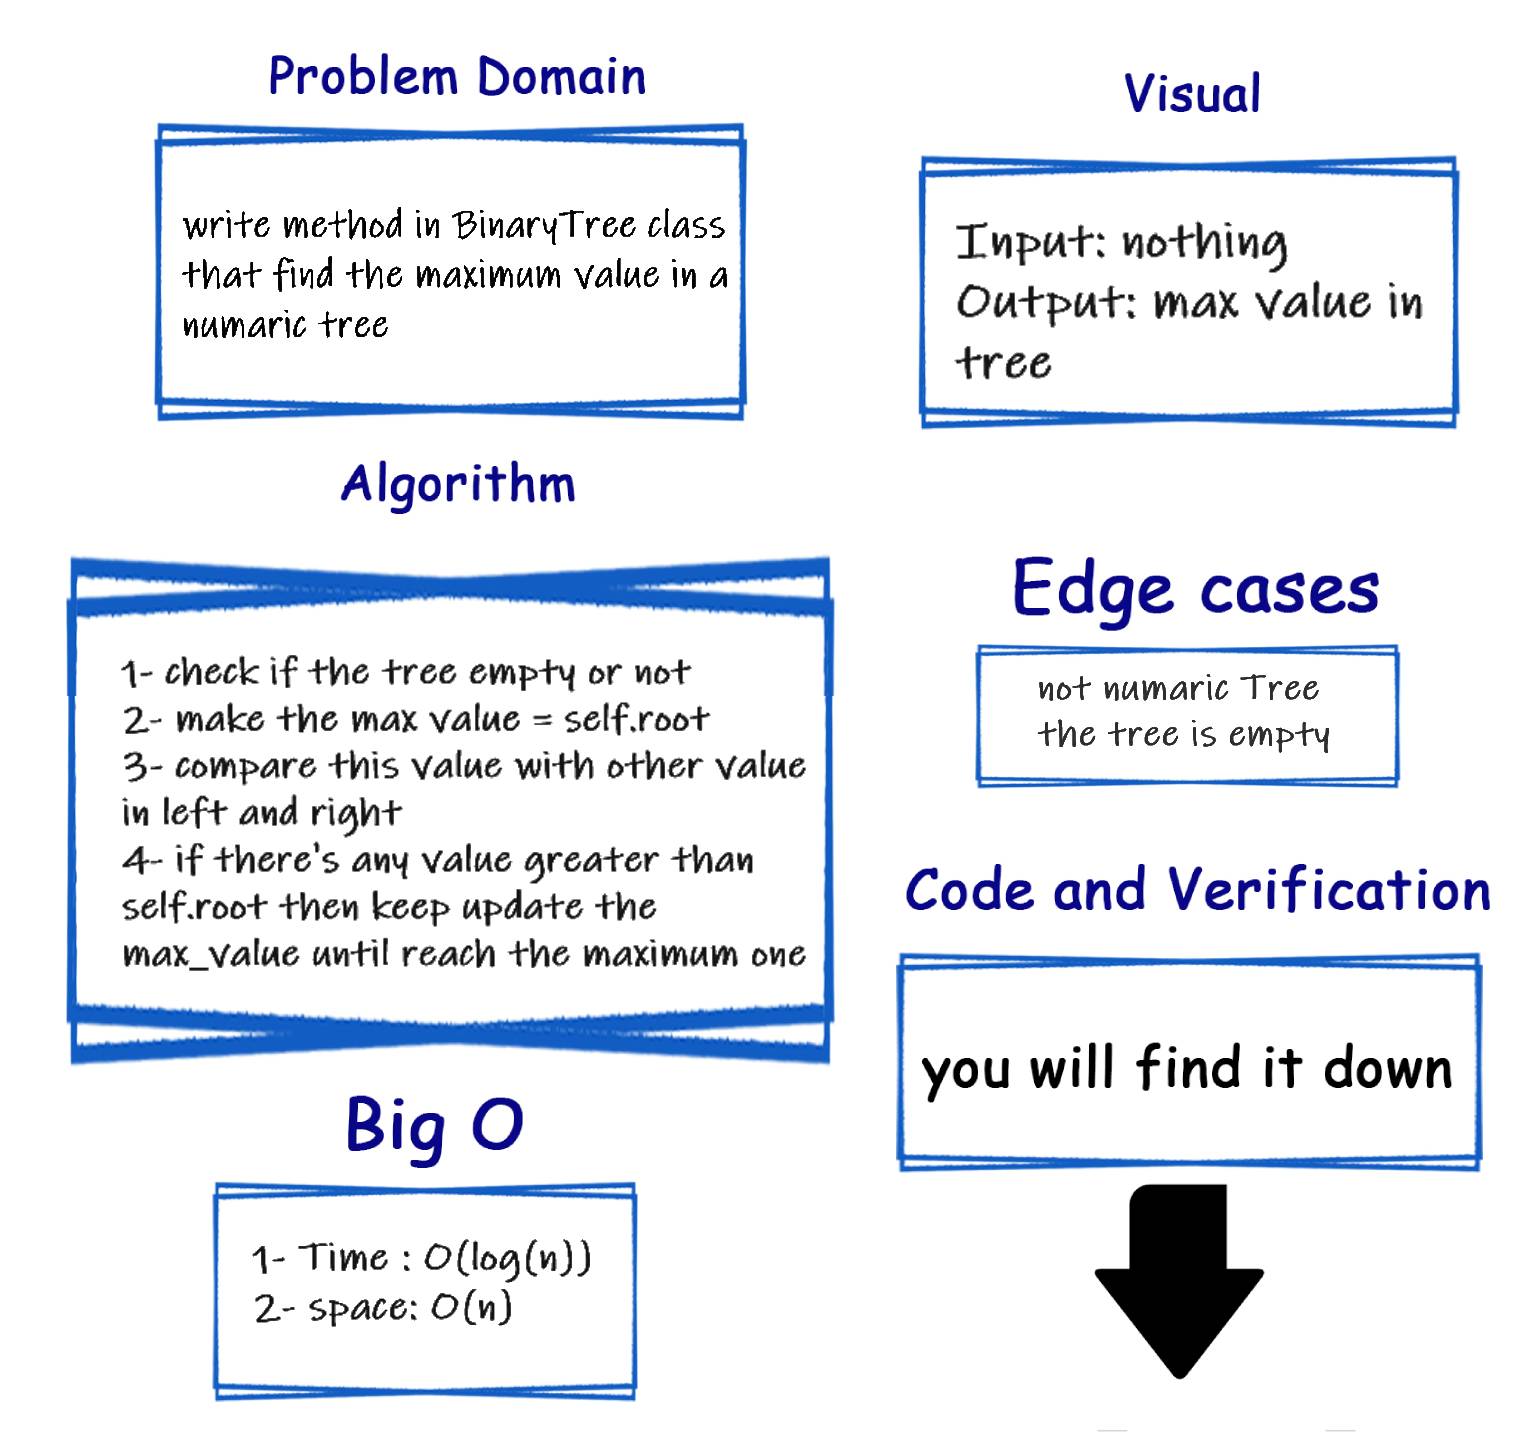 Problem Domain
write method in BinaryTree class
that find the maximum value in a
numaric tree
Visual
Input: nothing
Output: max value in
tree
Algorithm
1- check if the tree empty or not
2- make the max value = self.root
3- compare this value with other value
in left and right
4- if there's any value greater than
self.root then keep update the
max_value until reach the maximum one
Edge cases
not numaric Tree
the tree is empty
Big O
1- Time : O(log(n))
2- space: O(n)
Code and Verification
you will find it down